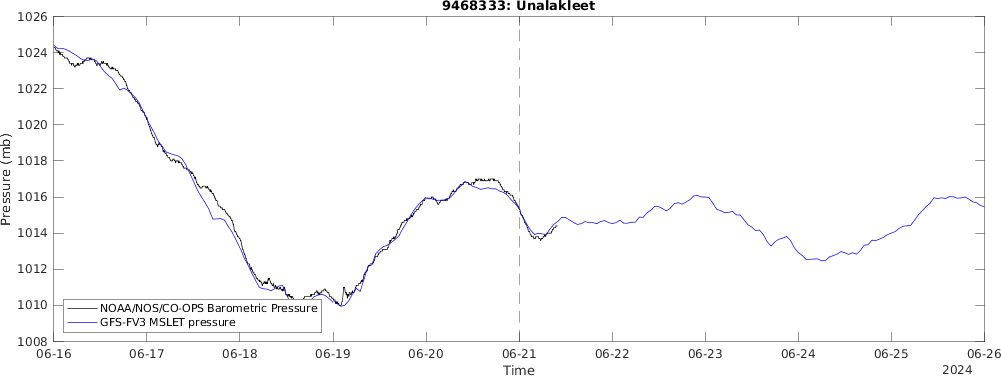 9468333: Unalakleet
1026
1024
1022
1020
1018
1016
1014
1012
1010
1008
Pressure (mb)
NOAA/NOS/CO-OPS Barometric Pressure
GFS-FV3 MSLET pressure
06-16 06-17 06-18 06-19 06-20 06-21 06-22 06-23 06-24 06-25 06-26
Time
2024